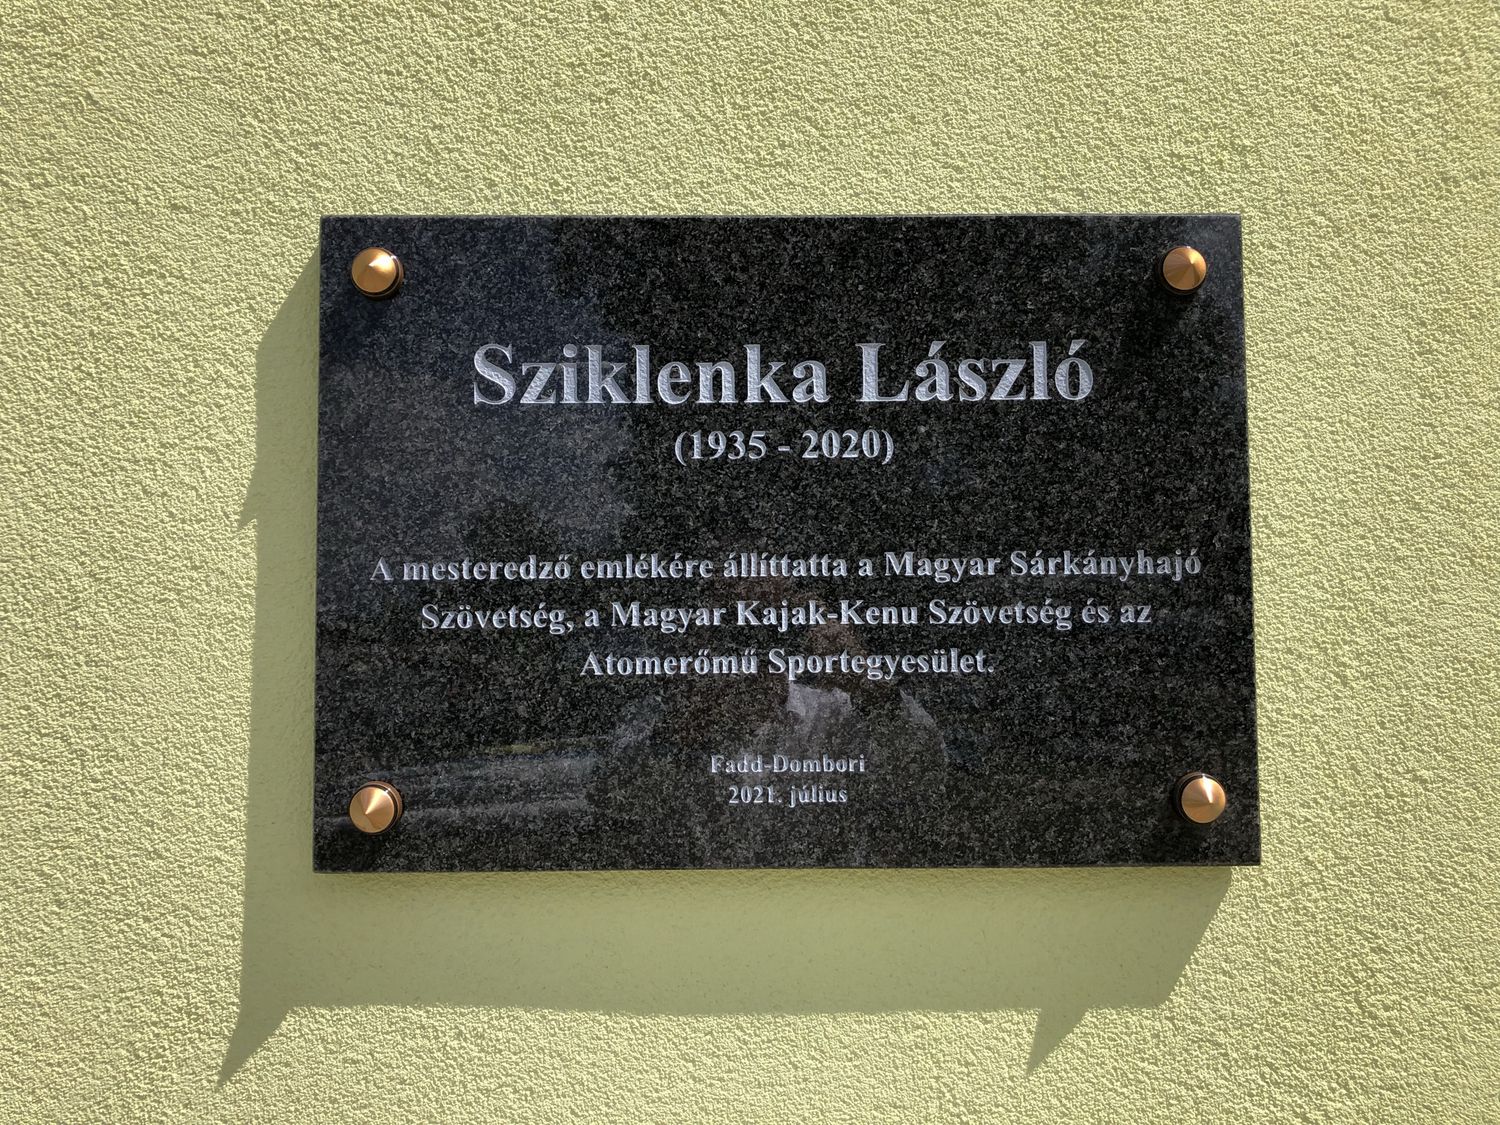 Sziklenka László
(1935 - 2020)
A mesteredző emlékére állíttatta a Magyar Sárkányhajó
Szövetség, a Magyar Kajak-Kenu Szövetség és az
Atomerőmű Sportegyesület.
Fadd-Dombori
2021. július